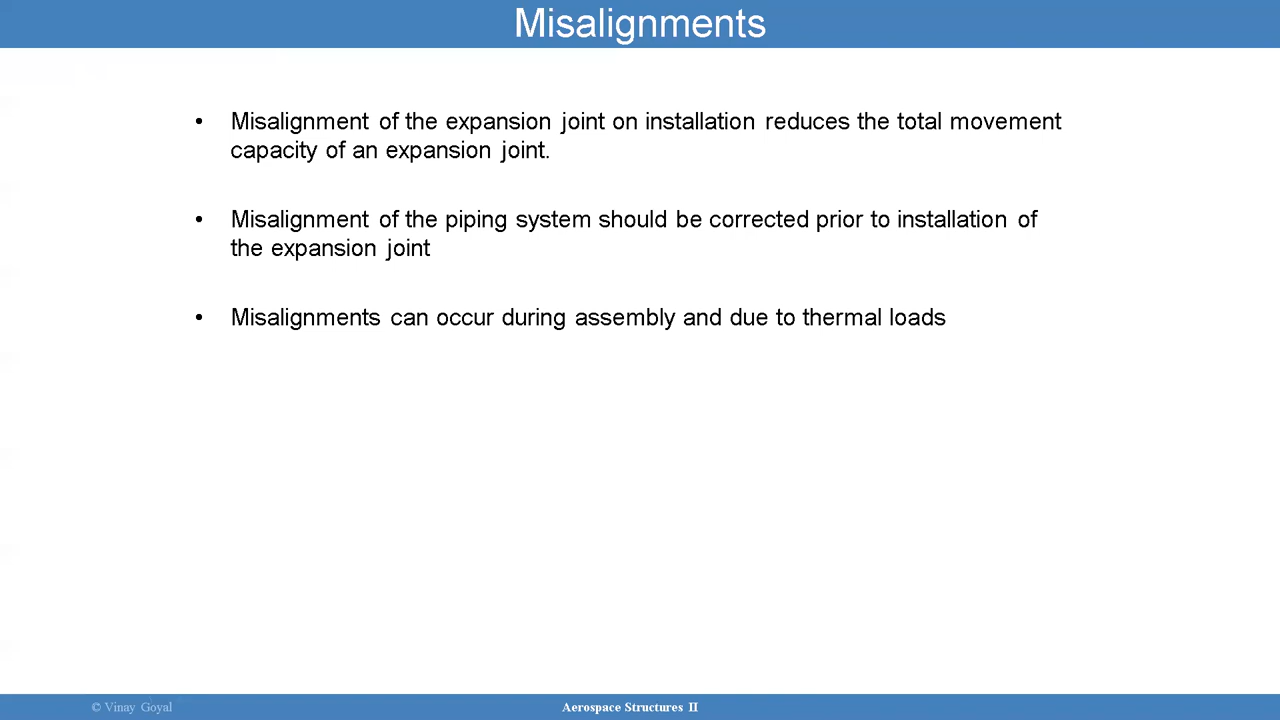 Misalignments
• Misalignment of the expansion joint on installation reduces the total movement
capacity of an expansion joint.
• Misalignment of the piping system should be corrected prior to installation of
the expansion joint
• Misalignments can occur during assembly and due to thermal loads
© Vinay Goyal
Aerospace Structures II